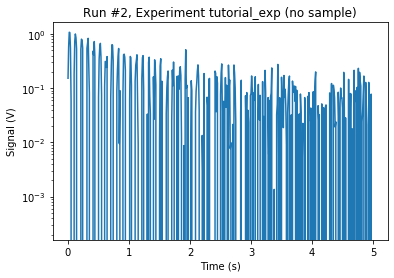 Run #2, Experiment tutorial_exp (no sample)
Signal (V)
10⁰
10⁻¹
10⁻²
10⁻³
0 1 2 3 4 5
Time (s)